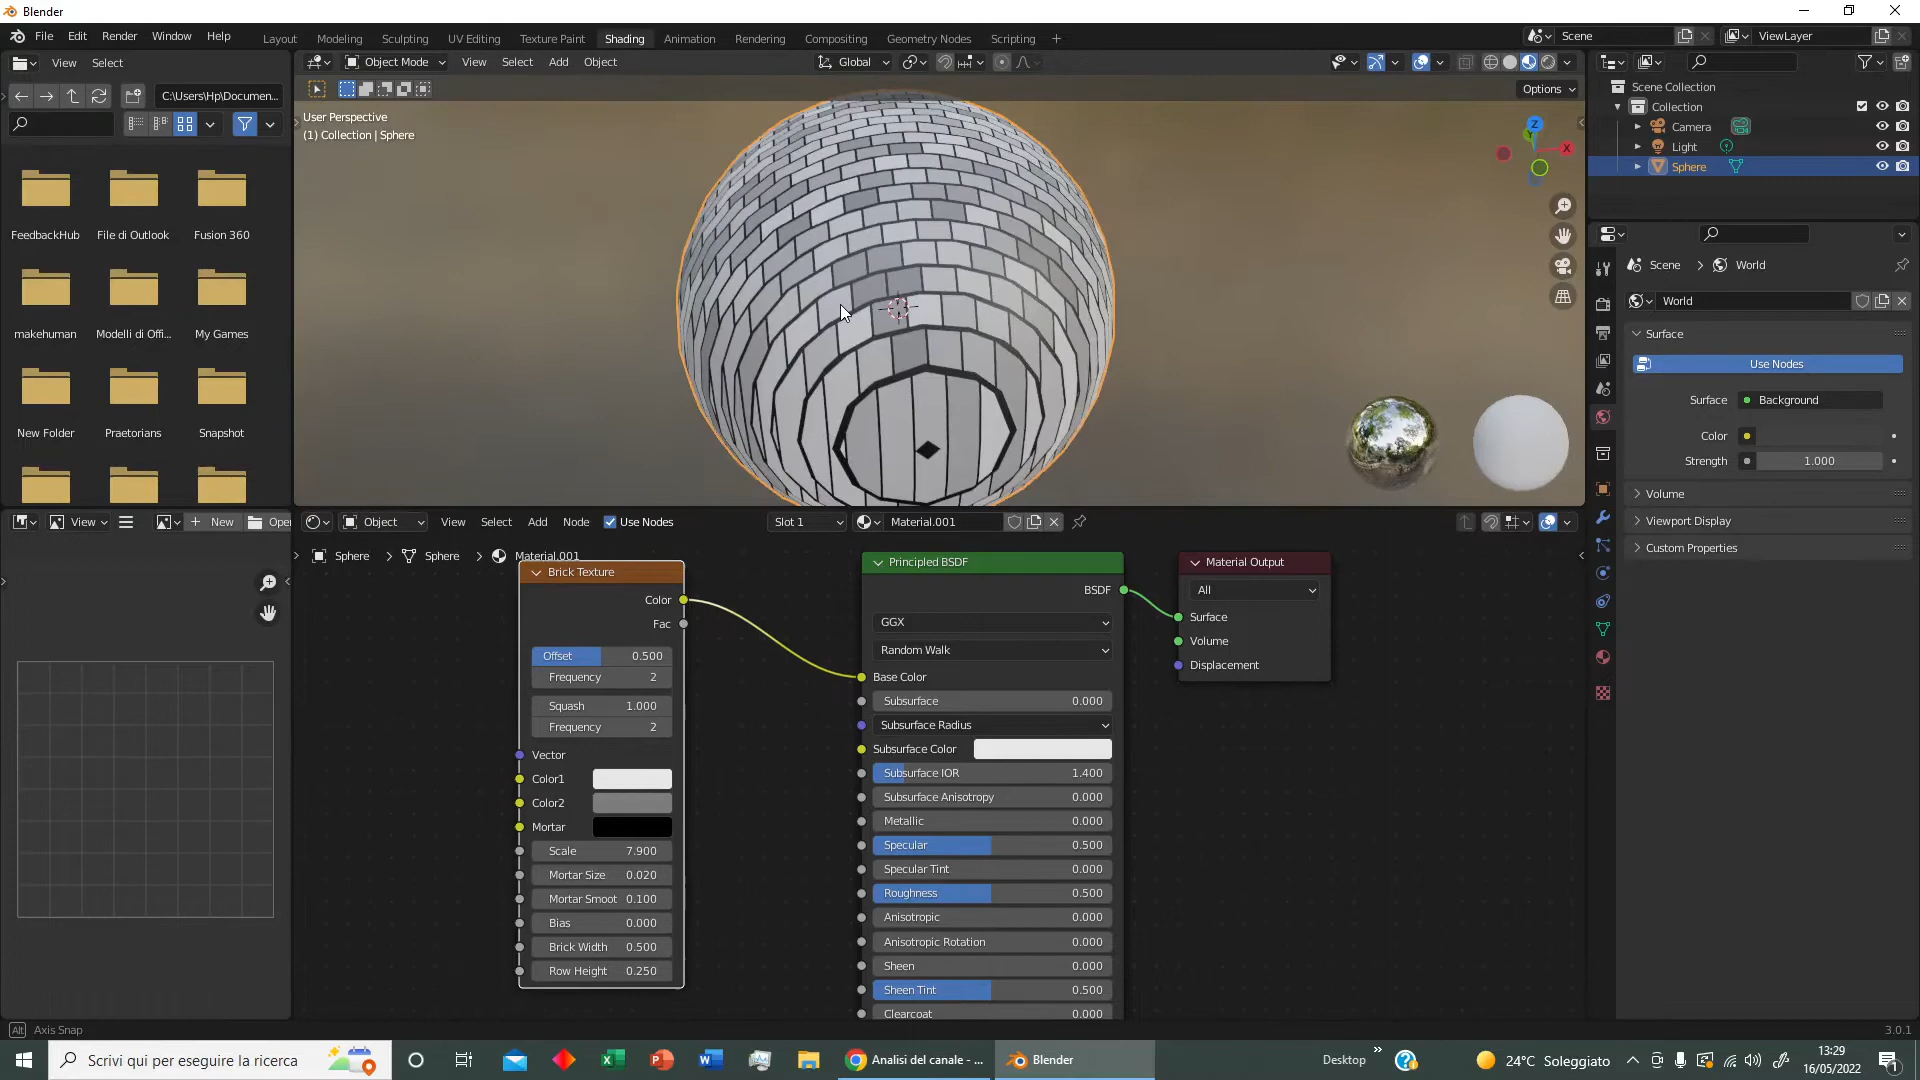 Blender
File Edit Render Window Help
Layout Modeling Sculpting UV Editing Texture Paint Shading Animation Rendering Compositing Geometry Nodes Scripting
Scene
ViewLayer
View Select
Object Mode View Select Add Object
Global
Scene Collection
Collection
Camera
Light
Sphere
C:\Users\Hp\Documen...
Options
User Perspective
(1) Collection | Sphere
Z
Y
X
FeedbackHub File di Outlook Fusion 360
makehuman Modelli di Offi... My Games
New Folder Praetorians Snapshot
Scene > World
World
Surface
Use Nodes
Surface Background
Color
Strength 1.000
Volume
Viewport Display
Custom Properties
View New Open
Object View Select Add Node Use Nodes Slot 1 Material.001
Sphere > Sphere > Material.001
Brick Texture
Color
Fac
Offset 0.500
Frequency 2
Squash 1.000
Frequency 2
Vector
Color1
Color2
Mortar
Scale 7.900
Mortar Size 0.020
Mortar Smoot 0.100
Bias 0.000
Brick Width 0.500
Row Height 0.250
Principled BSDF
BSDF
GGX
Random Walk
Base Color
Subsurface 0.000
Subsurface Radius
Subsurface Color
Subsurface IOR 1.400
Subsurface Anisotropy 0.000
Metallic 0.000
Specular 0.500
Specular Tint 0.000
Roughness 0.500
Anisotropic 0.000
Anisotropic Rotation 0.000
Sheen 0.000
Sheen Tint 0.500
Clearcoat 0.000
Material Output
All
Surface
Volume
Displacement
Alt Axis Snap
3.0.1
Scrivi qui per eseguire la ricerca
Analisi del canale - ...
Blender
Desktop
24°C Soleggiato
13:29
16/05/2022
1